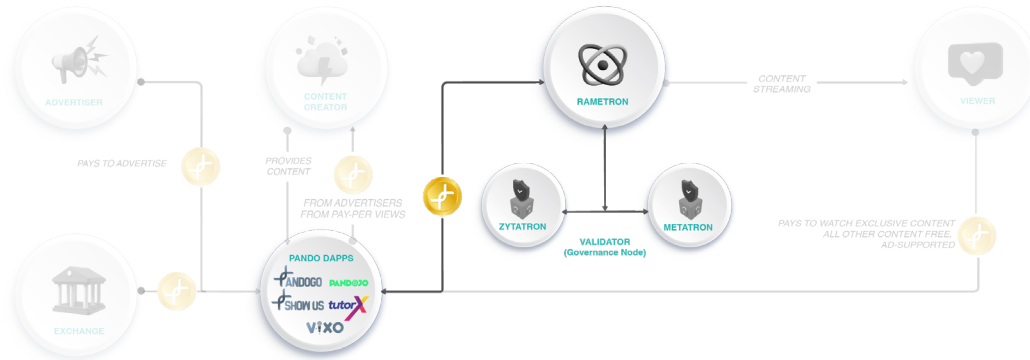 ADVERTISER
CONTENT
CREATOR
RAMETRON
CONTENT
STREAMING
VIEWER
PAYS TO ADVERTISE
PROVIDES
CONTENT
FROM ADVERTISERS
FROM PAY-PER VIEWS
ZYTATRON
METATRON
VALIDATOR
(Governance Node)
PAYS TO WATCH EXCLUSIVE CONTENT
ALL OTHER CONTENT FREE,
AD-SUPPORTED
PANDO DAPPS
PANDOGO
PANDOJO
SHOW US
tutorX
ViXO
EXCHANGE